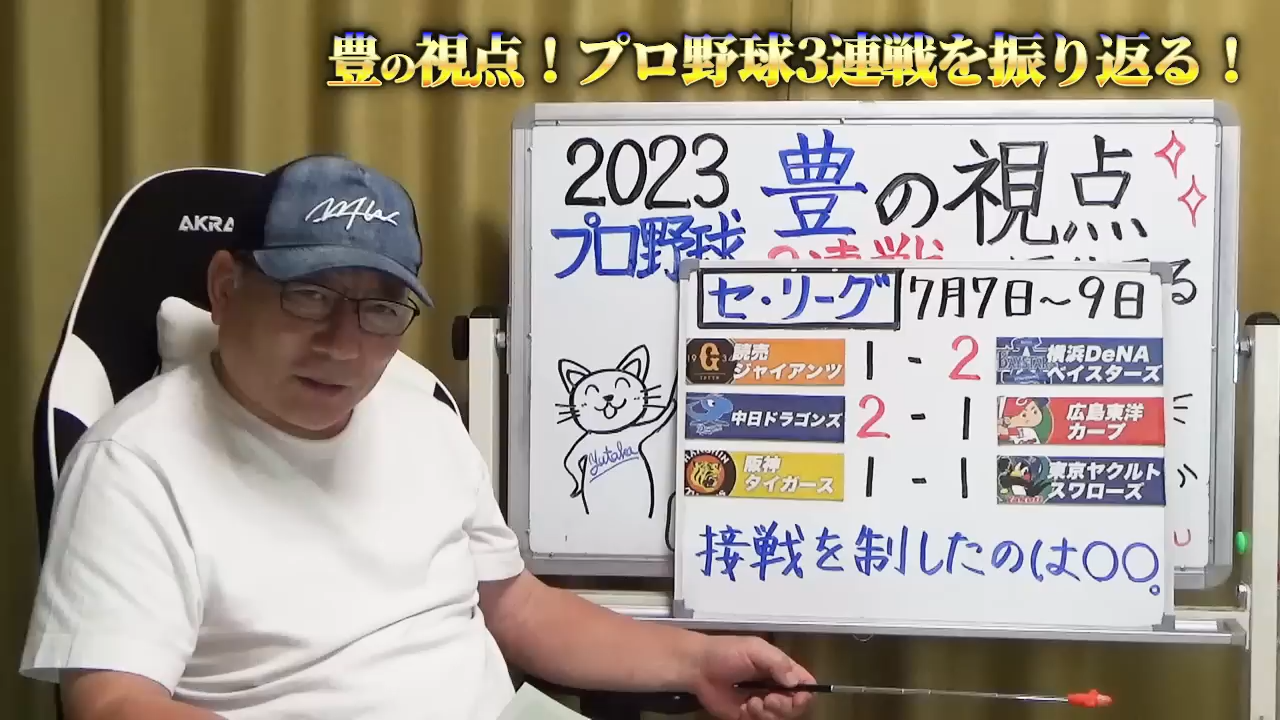 豊の視点！プロ野球3連戦を振り返る！
2023 豊の視点
プロ野球
セ・リーグ 7月7日～9日
読売ジャイアンツ 1 - 2 横浜DeNAベイスターズ
中日ドラゴンズ 2 - 1 広島東洋カープ
阪神タイガース 1 - 1 東京ヤクルトスワローズ
接戦を制したのは○○。
Yutaka
AKRA